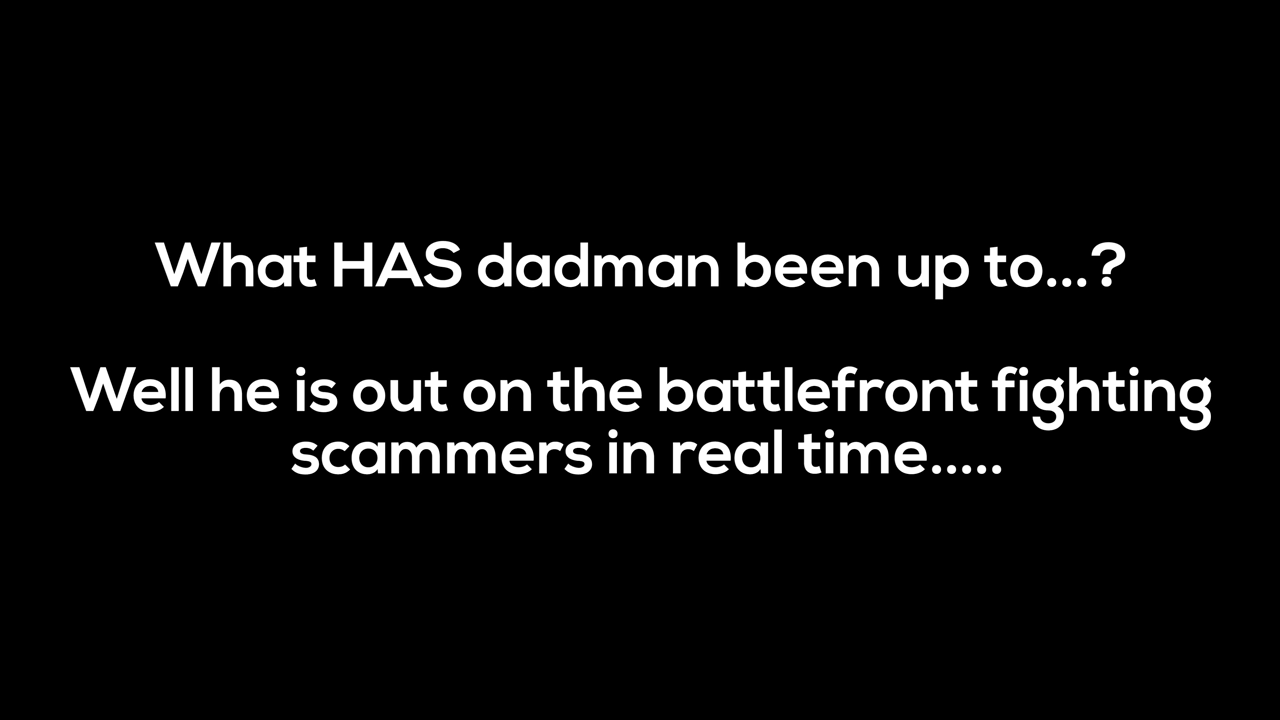 What HAS dadman been up to...?
Well he is out on the battlefront fighting
scammers in real time.....